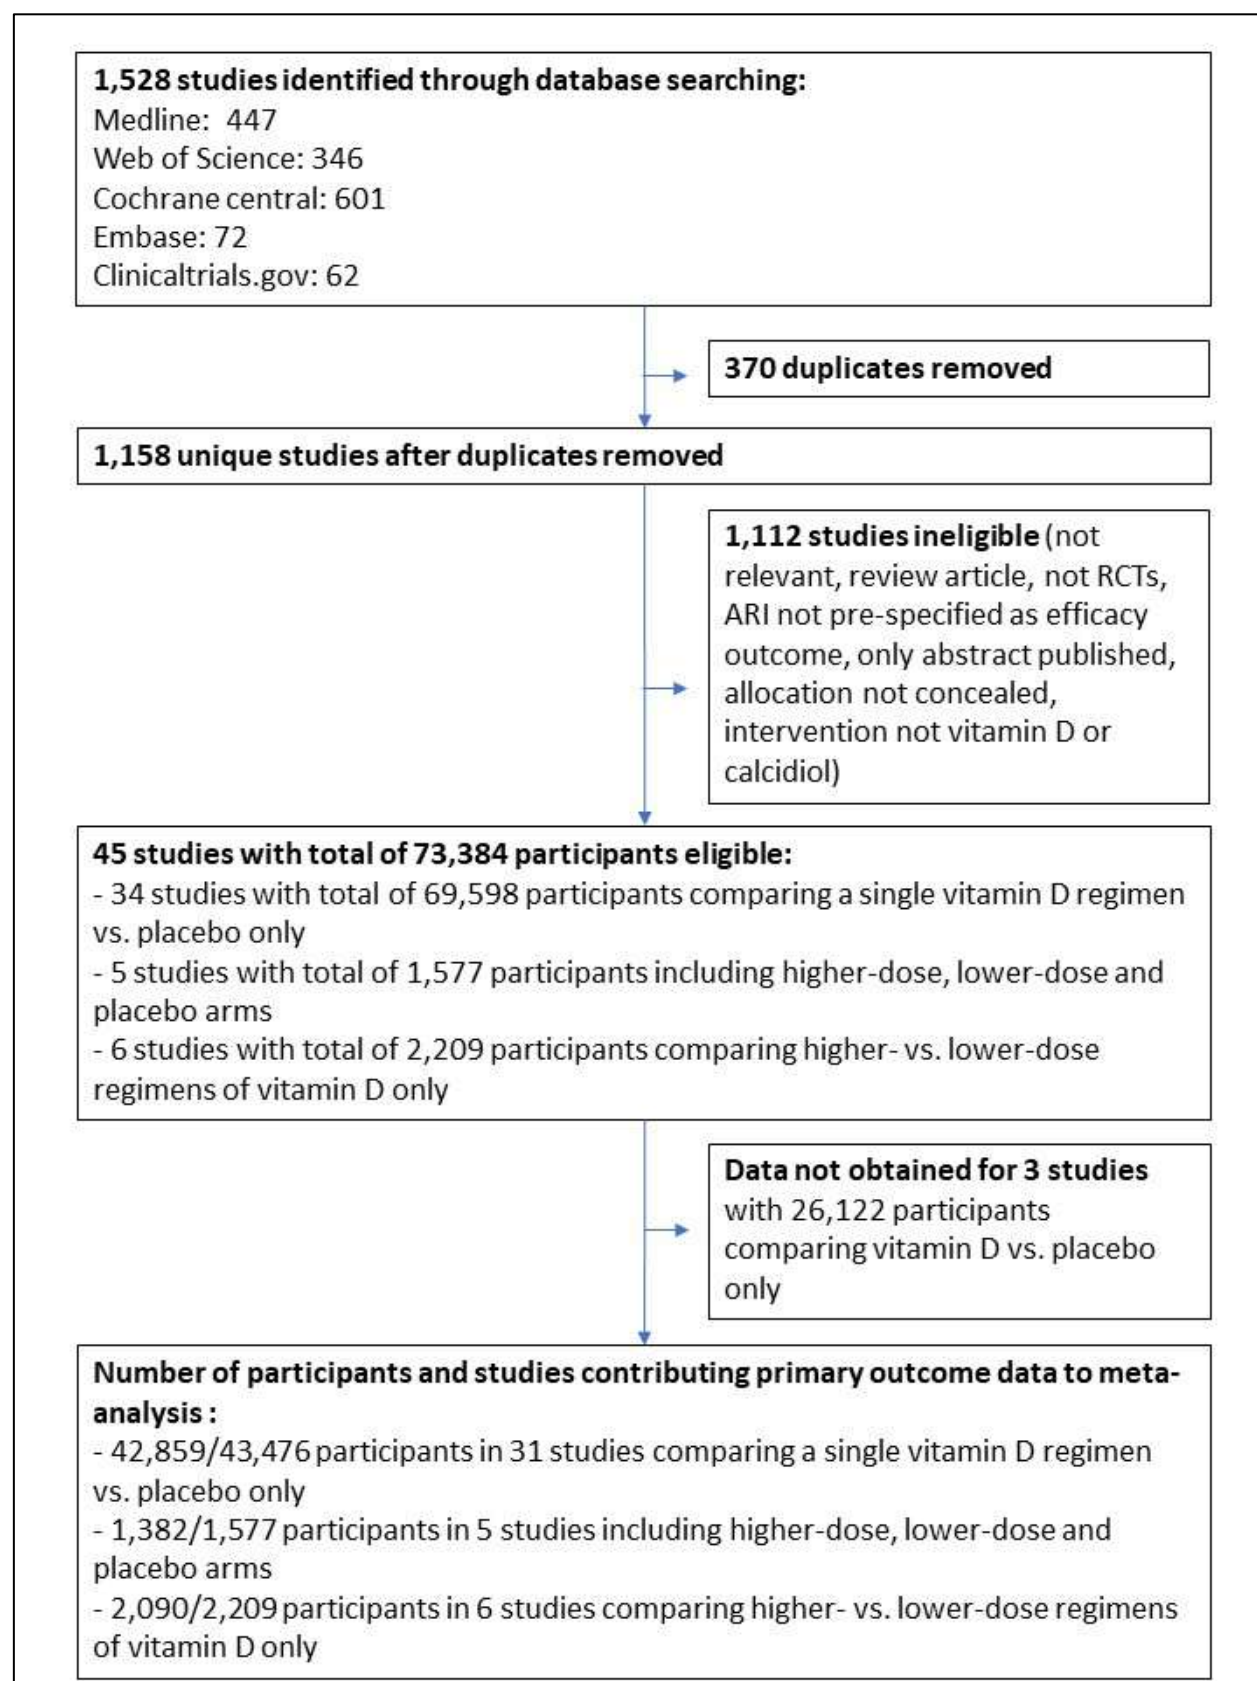 1,528 studies identified through database searching:
Medline:  447
Web of Science: 346
Cochrane central: 601
Embase: 72
Clinicaltrials.gov: 62
370 duplicates removed
1,158 unique studies after duplicates removed
1,112 studies ineligible (not
relevant, review article, not RCTs,
ARI not pre-specified as efficacy
outcome, only abstract published,
allocation not concealed,
intervention not vitamin D or
calcidiol)
45 studies with total of 73,384 participants eligible:
- 34 studies with total of 69,598 participants comparing a single vitamin D regimen
vs. placebo only
- 5 studies with total of 1,577 participants including higher-dose, lower-dose and
placebo arms
- 6 studies with total of 2,209 participants comparing higher- vs. lower-dose
regimens of vitamin D only
Data not obtained for 3 studies
with 26,122 participants
comparing vitamin D vs. placebo
only
Number of participants and studies contributing primary outcome data to meta-
analysis :
- 42,859/43,476 participants in 31 studies comparing a single vitamin D regimen
vs. placebo only
- 1,382/1,577 participants in 5 studies including higher-dose, lower-dose and
placebo arms
- 2,090/2,209 participants in 6 studies comparing higher- vs. lower-dose regimens
of vitamin D only